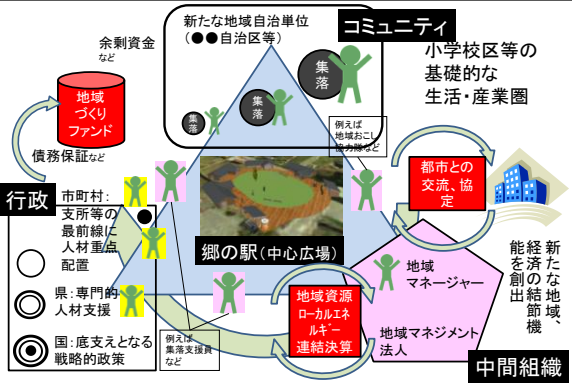 コミュニティ
新たな地域自治単位
(●●自治区等)
集
落
集
落
集
落
余剰資金
など
地域
づくり
ファンド
債務保証など
小学校区等の
基礎的な
生活・産業圏
例えば
地域おこし
協力隊など
都市との
交流、協
定
新たな地域、
経済の結節機
能を創出
行政
市町村:
支所等の
最前線に
人材重点
配置
県:専門的
人材支援
国:底支えとなる
戦略的政策
郷の駅(中心広場)
例えば
集落支援員
など
地域資源
ローカルエネ
ルギー
連結決算
地域
マネージャー
地域マネジメント
法人
中間組織